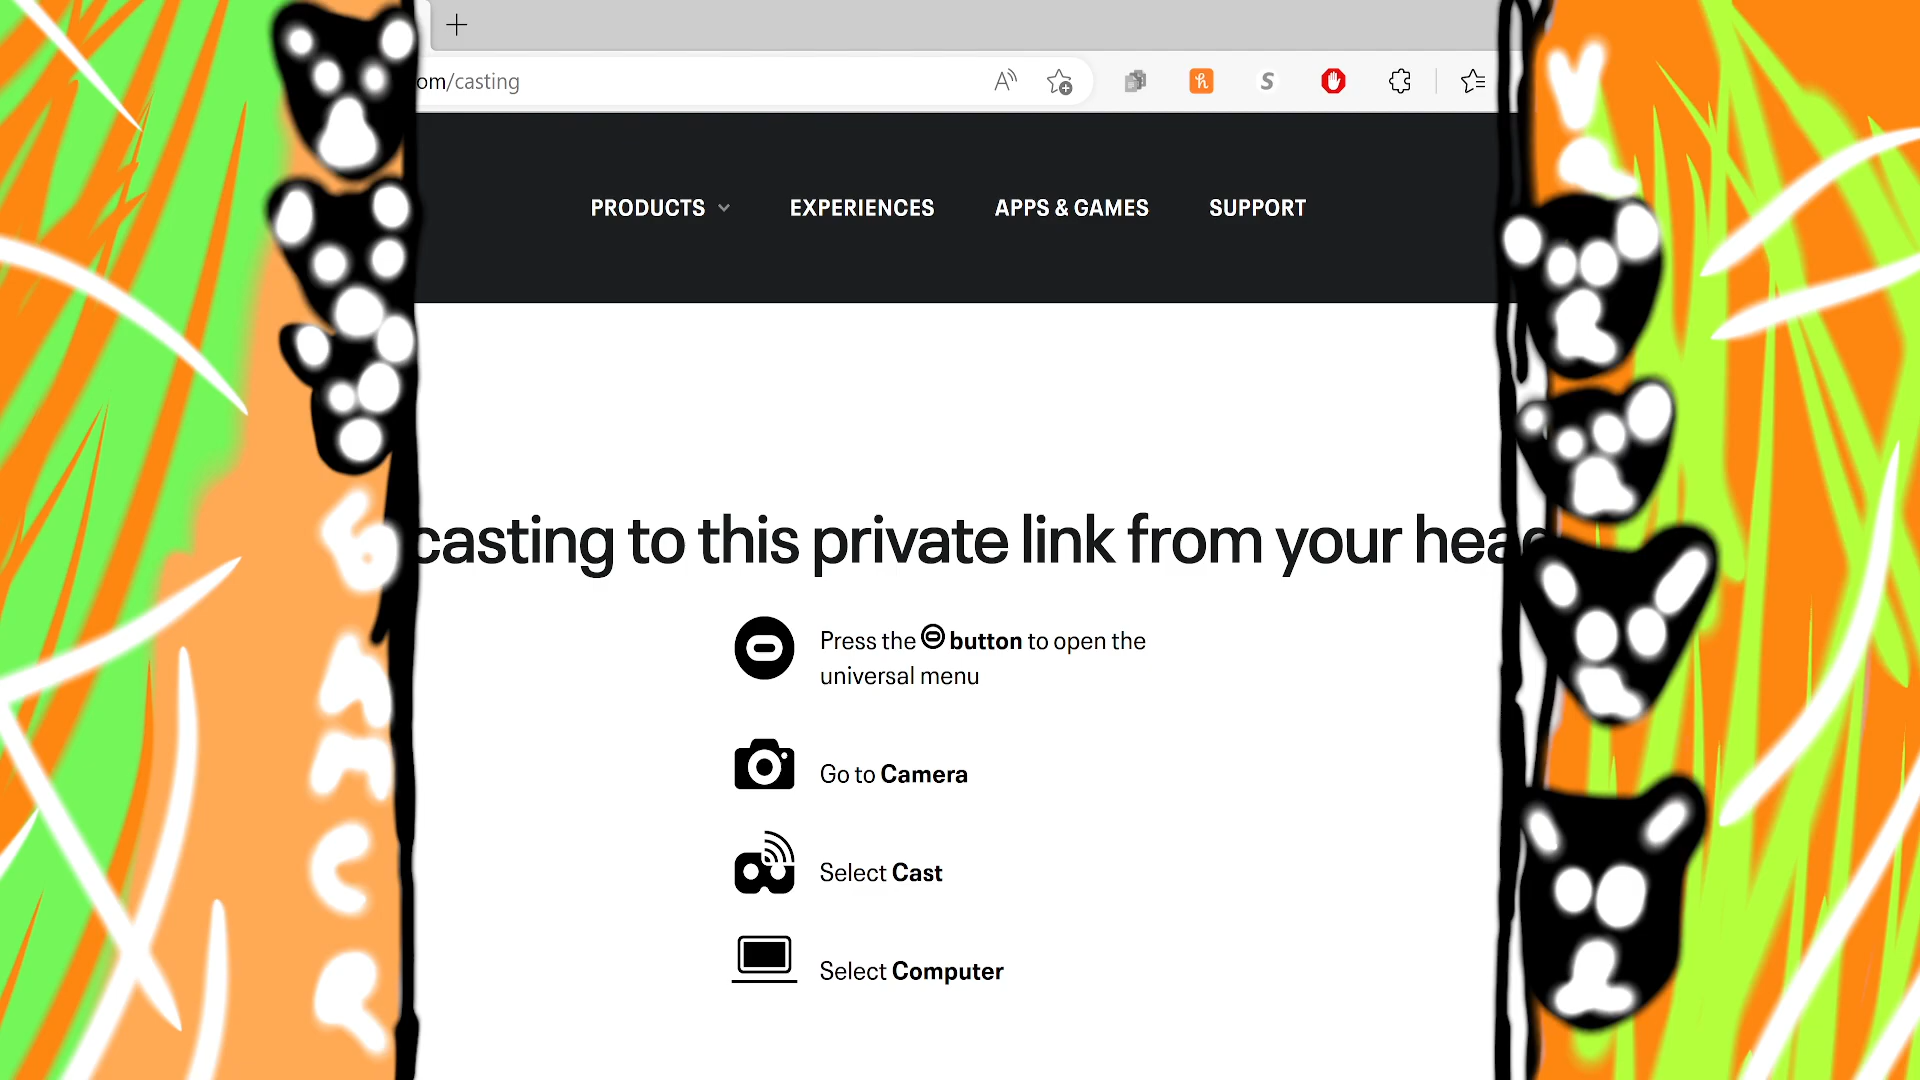 om/casting
PRODUCTS EXPERIENCES APPS & GAMES SUPPORT
casting to this private link from your head
Press the button to open the
universal menu
Go to Camera
Select Cast
Select Computer